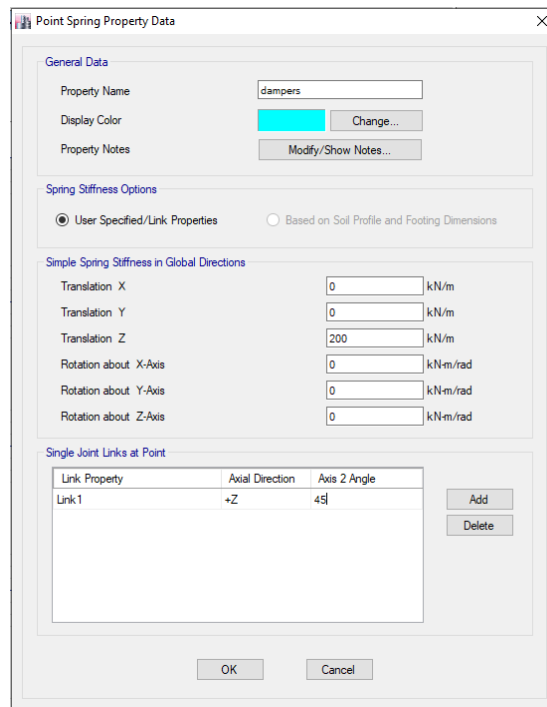 Point Spring Property Data
General Data
Property Name dampers
Display Color Change...
Property Notes Modify/Show Notes...
Spring Stiffness Options
User Specified/Link Properties Based on Soil Profile and Footing Dimensions
Simple Spring Stiffness in Global Directions
Translation X 0 kN/m
Translation Y 0 kN/m
Translation Z 200 kN/m
Rotation about X-Axis 0 kN-m/rad
Rotation about Y-Axis 0 kN-m/rad
Rotation about Z-Axis 0 kN-m/rad
Single Joint Links at Point
Link Property Axial Direction Axis 2 Angle
Link1 +Z 45
Add
Delete
OK Cancel